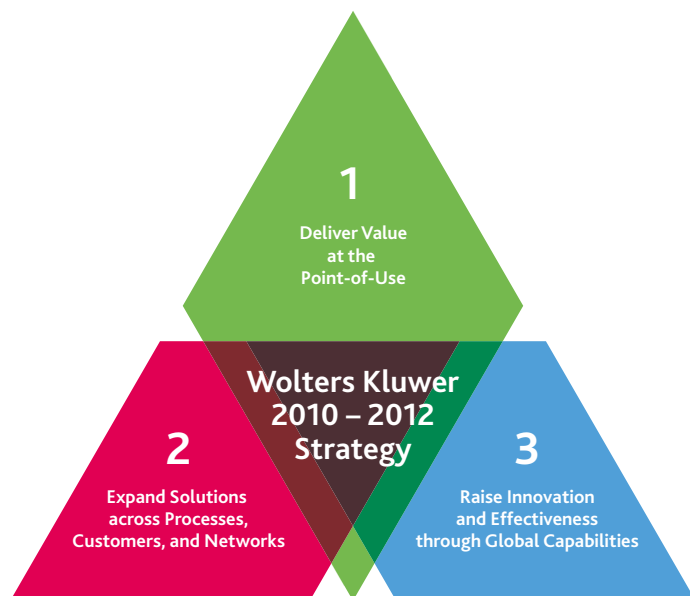 1
Deliver Value
at the
Point-of-Use
Wolters Kluwer
2010 – 2012
Strategy
2
Expand Solutions
across Processes,
Customers, and Networks
3
Raise Innovation
and Effectiveness
through Global Capabilities